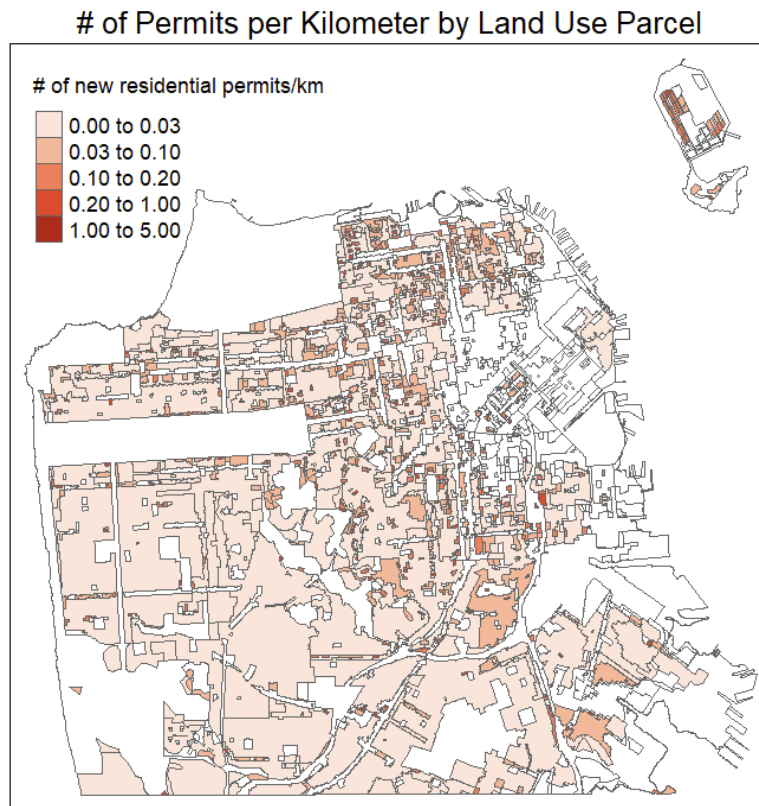 # of Permits per Kilometer by Land Use Parcel
# of new residential permits/km
0.00 to 0.03
0.03 to 0.10
0.10 to 0.20
0.20 to 1.00
1.00 to 5.00